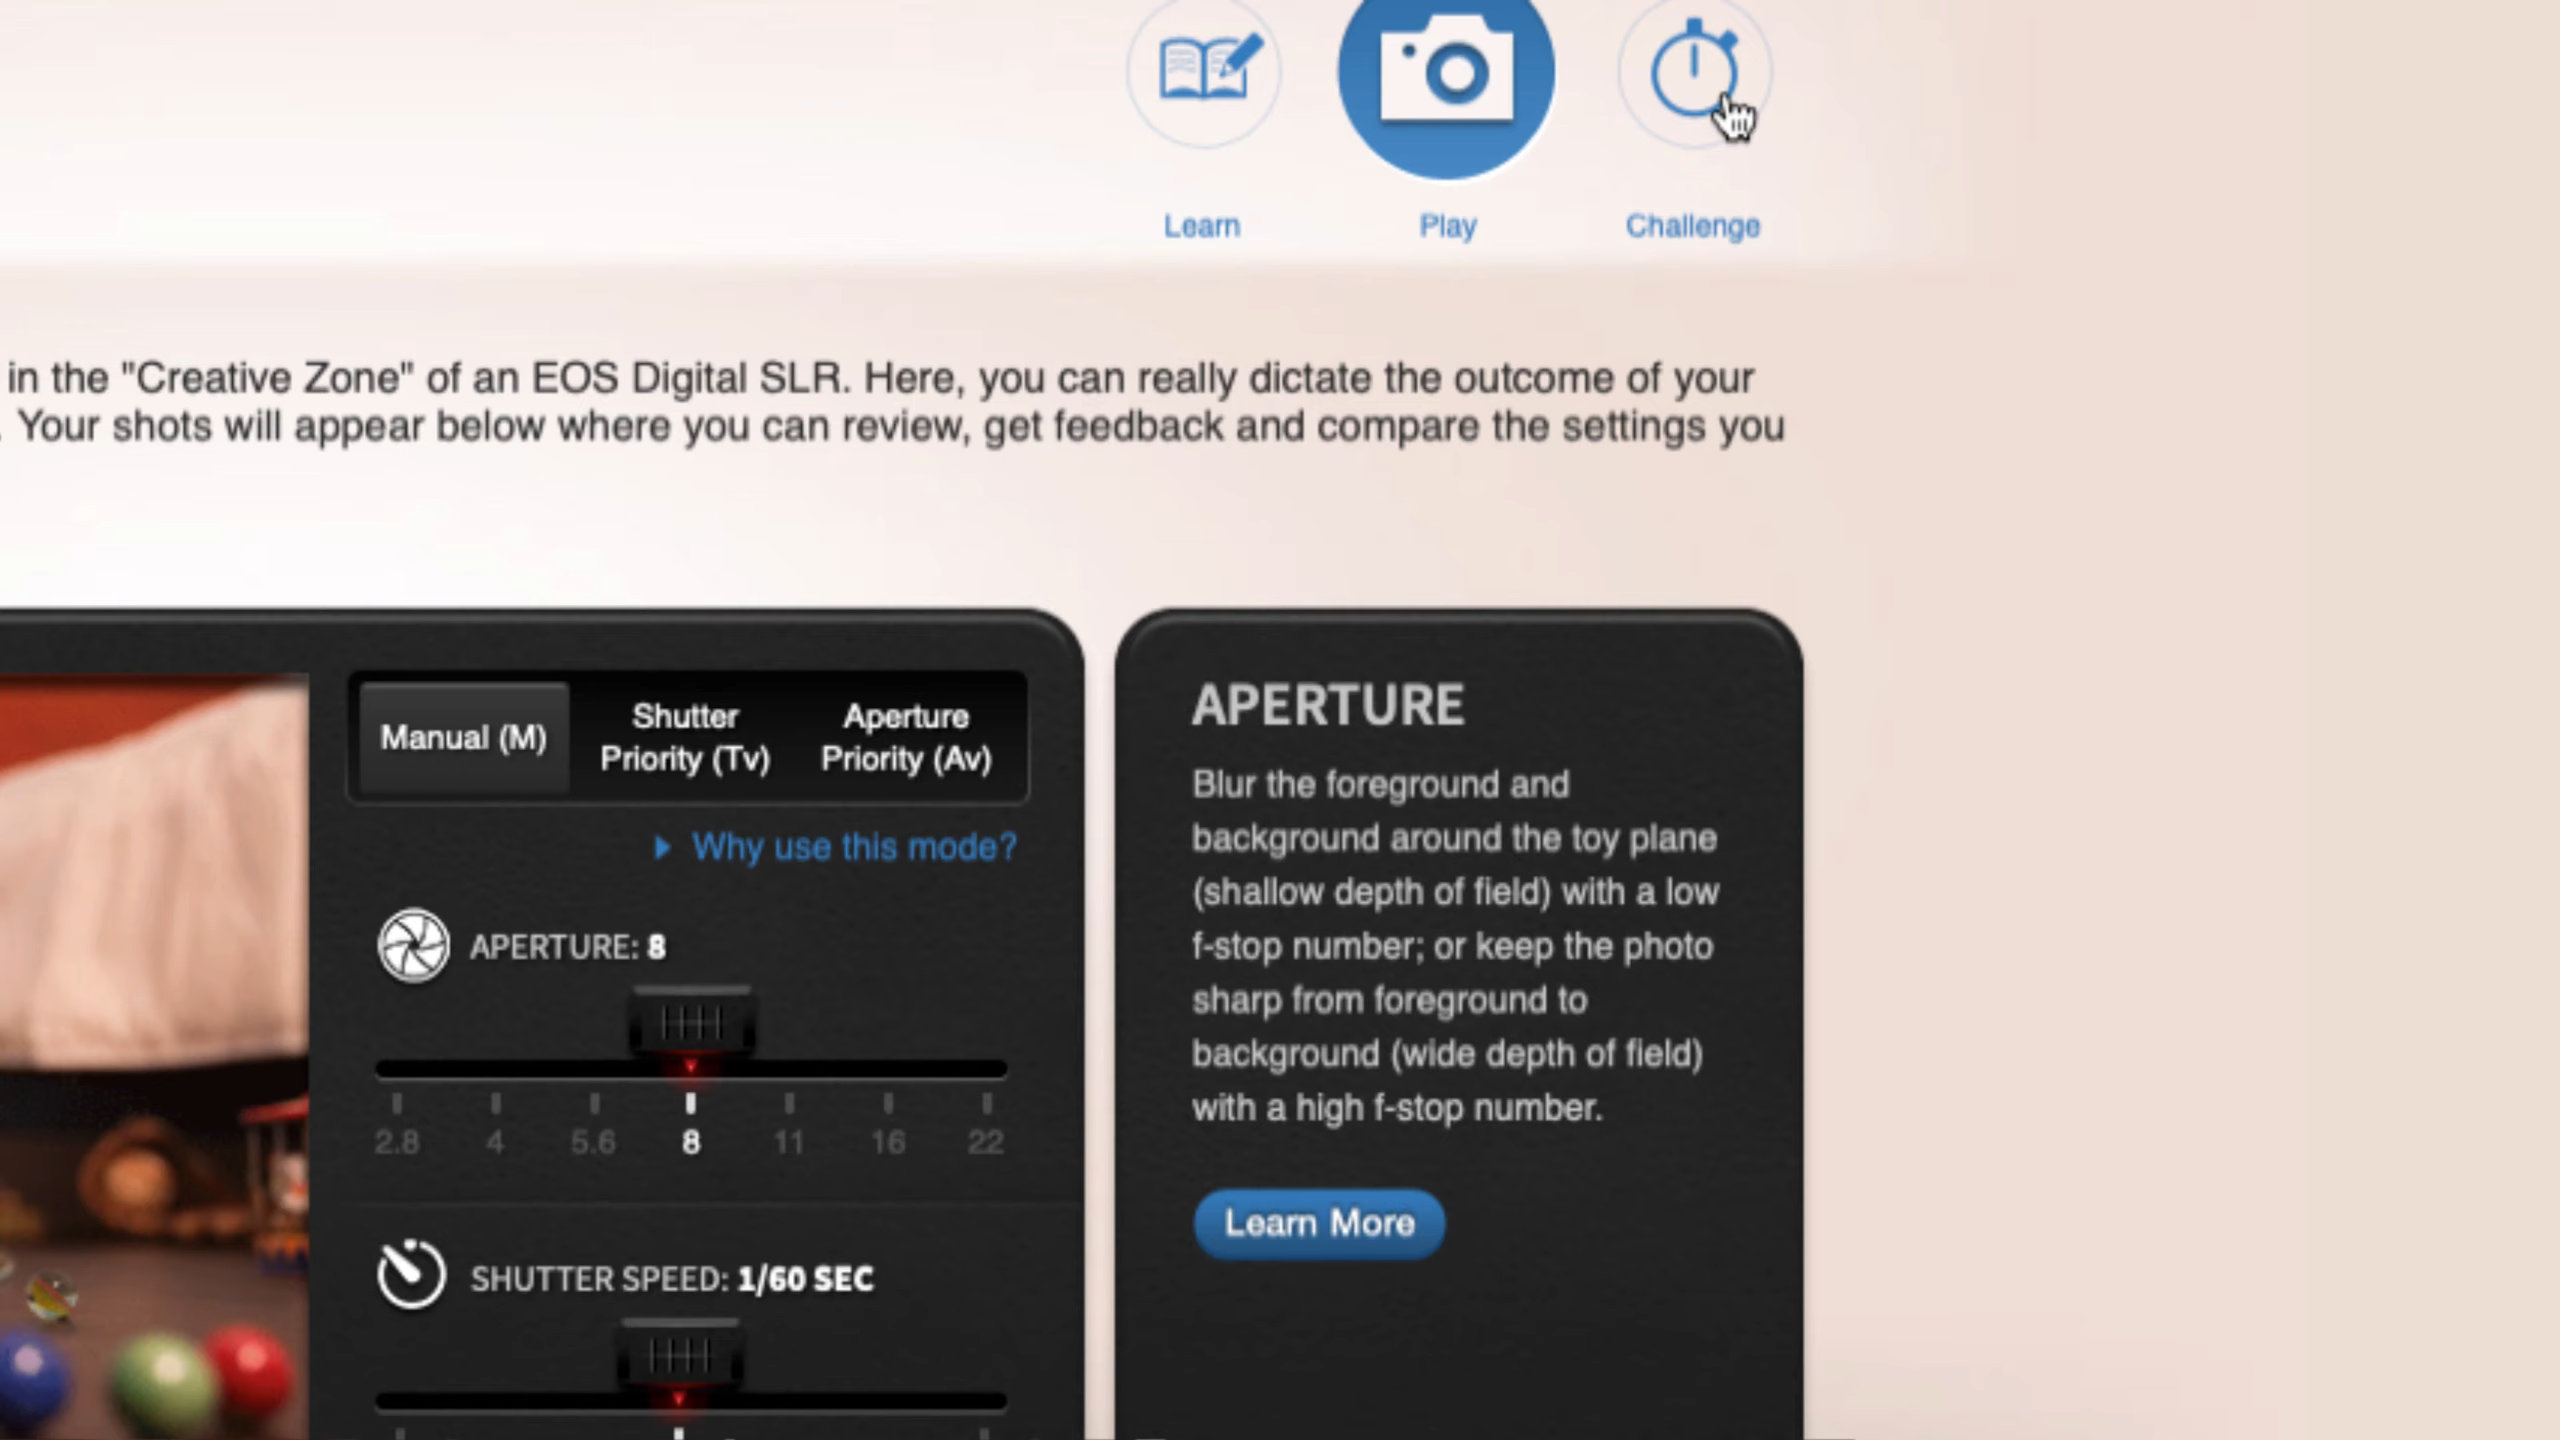 Learn
Play
Challenge
in the "Creative Zone" of an EOS Digital SLR. Here, you can really dictate the outcome of your
. Your shots will appear below where you can review, get feedback and compare the settings you
Manual (M)
Shutter
Priority (Tv)
Aperture
Priority (Av)
Why use this mode?
APERTURE: 8
2.8 4 5.6 8 11 16 22
SHUTTER SPEED: 1/60 SEC
APERTURE
Blur the foreground and
background around the toy plane
(shallow depth of field) with a low
f-stop number; or keep the photo
sharp from foreground to
background (wide depth of field)
with a high f-stop number.
Learn More